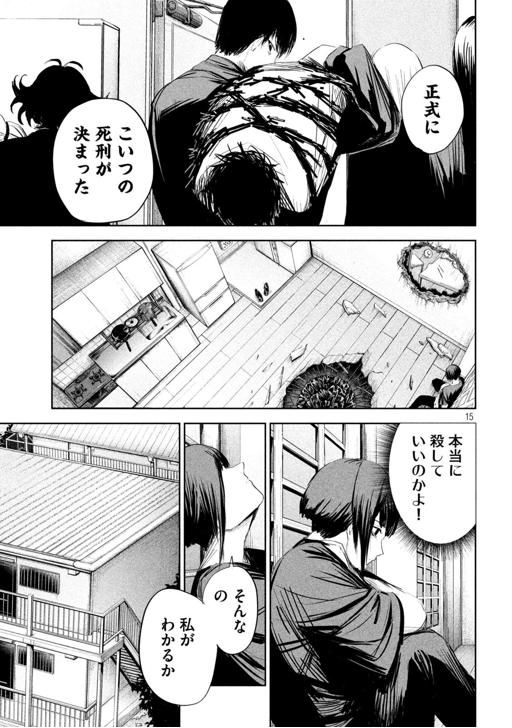 正式に
こいつの
死刑が
決まった
15
本当に
殺して
いいのかよ!
そんな
の
私が
わかるか